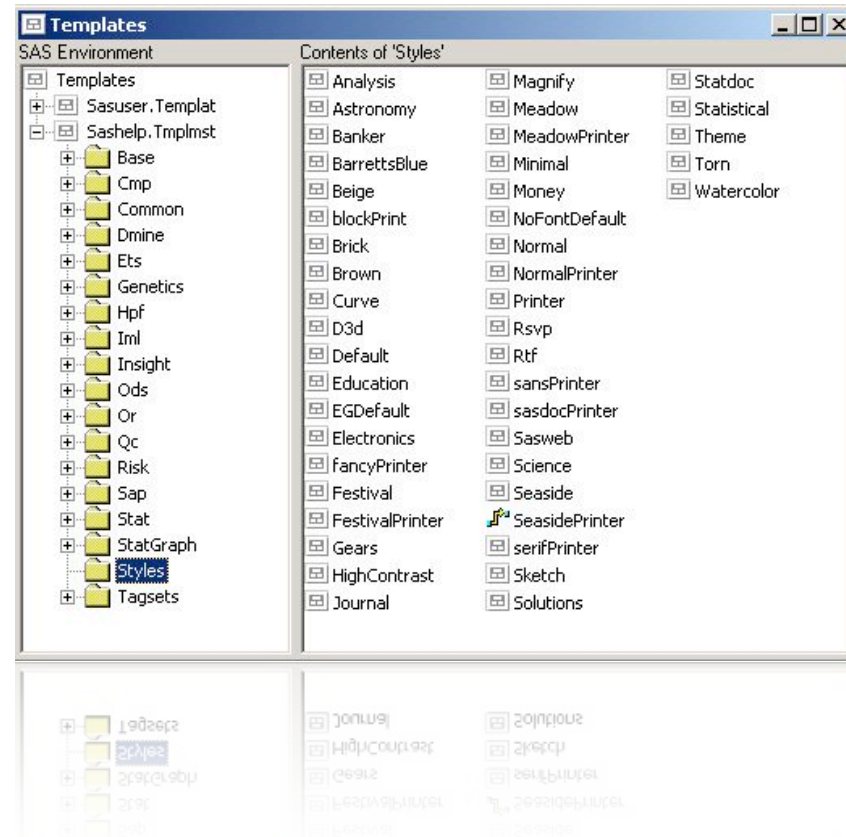 Templates
SAS Environment
Contents of 'Styles'
Templates
Sasuser.Templat
Sashelp.Tmplmst
Base
Cmp
Common
Dmine
Ets
Genetics
Hpf
Iml
Insight
Ods
Or
Qc
Risk
Sap
Stat
StatGraph
Styles
Tagsets
Analysis
Astronomy
Banker
BarrettsBlue
Beige
blockPrint
Brick
Brown
Curve
D3d
Default
Education
EGDefault
Electronics
fancyPrinter
Festival
FestivalPrinter
Gears
HighContrast
Journal
Magnify
Meadow
MeadowPrinter
Minimal
Money
NoFontDefault
Normal
NormalPrinter
Printer
Rsvp
Rtf
sansPrinter
sasdocPrinter
Sasweb
Science
Seaside
SeasidePrinter
serifPrinter
Sketch
Solutions
Statdoc
Statistical
Theme
Torn
Watercolor